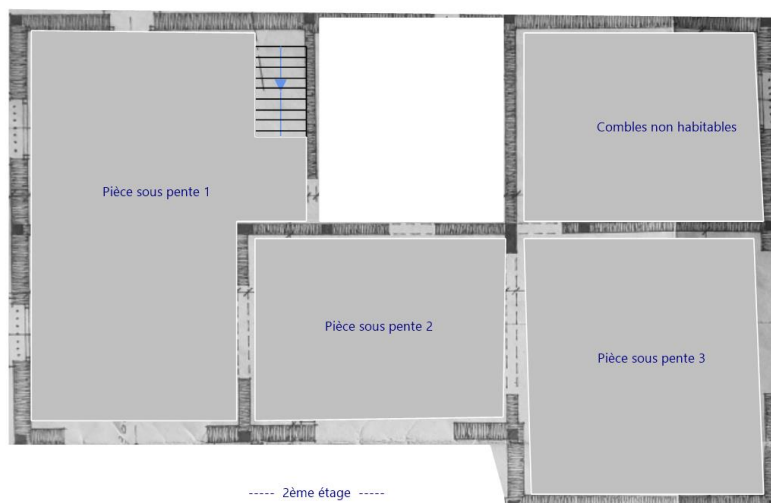 Combles non habitables
Pièce sous pente 1
Pièce sous pente 2
Pièce sous pente 3
----- 2ème étage -----